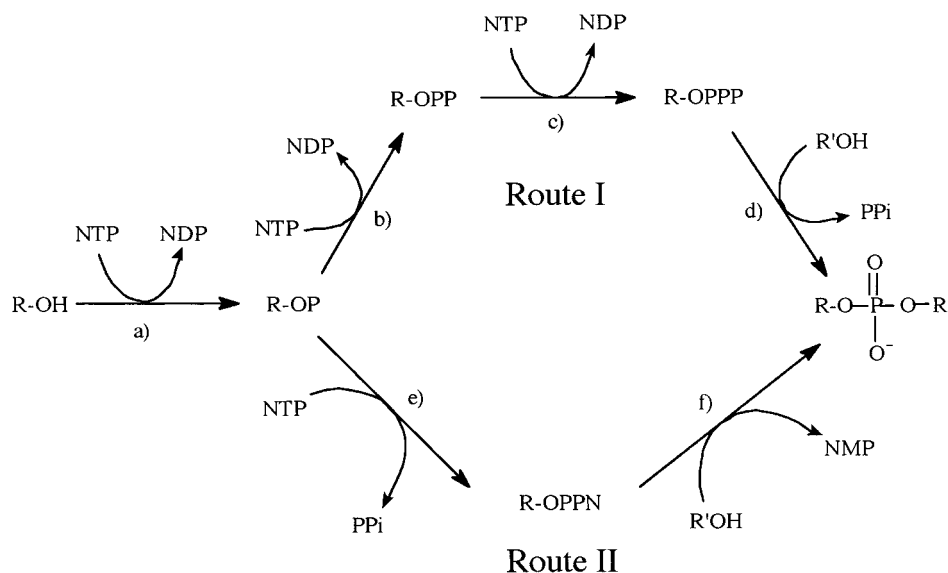 NTP NDP
R-OPP R-OPPP
c)
NDP R'OH
Route I
NTP b) d) PPi
NTP NDP
O
R-OH R-OP R-O-P-O-R
a)
O-
NTP e) f)
NMP
R-OPPN R'OH
PPi
Route II